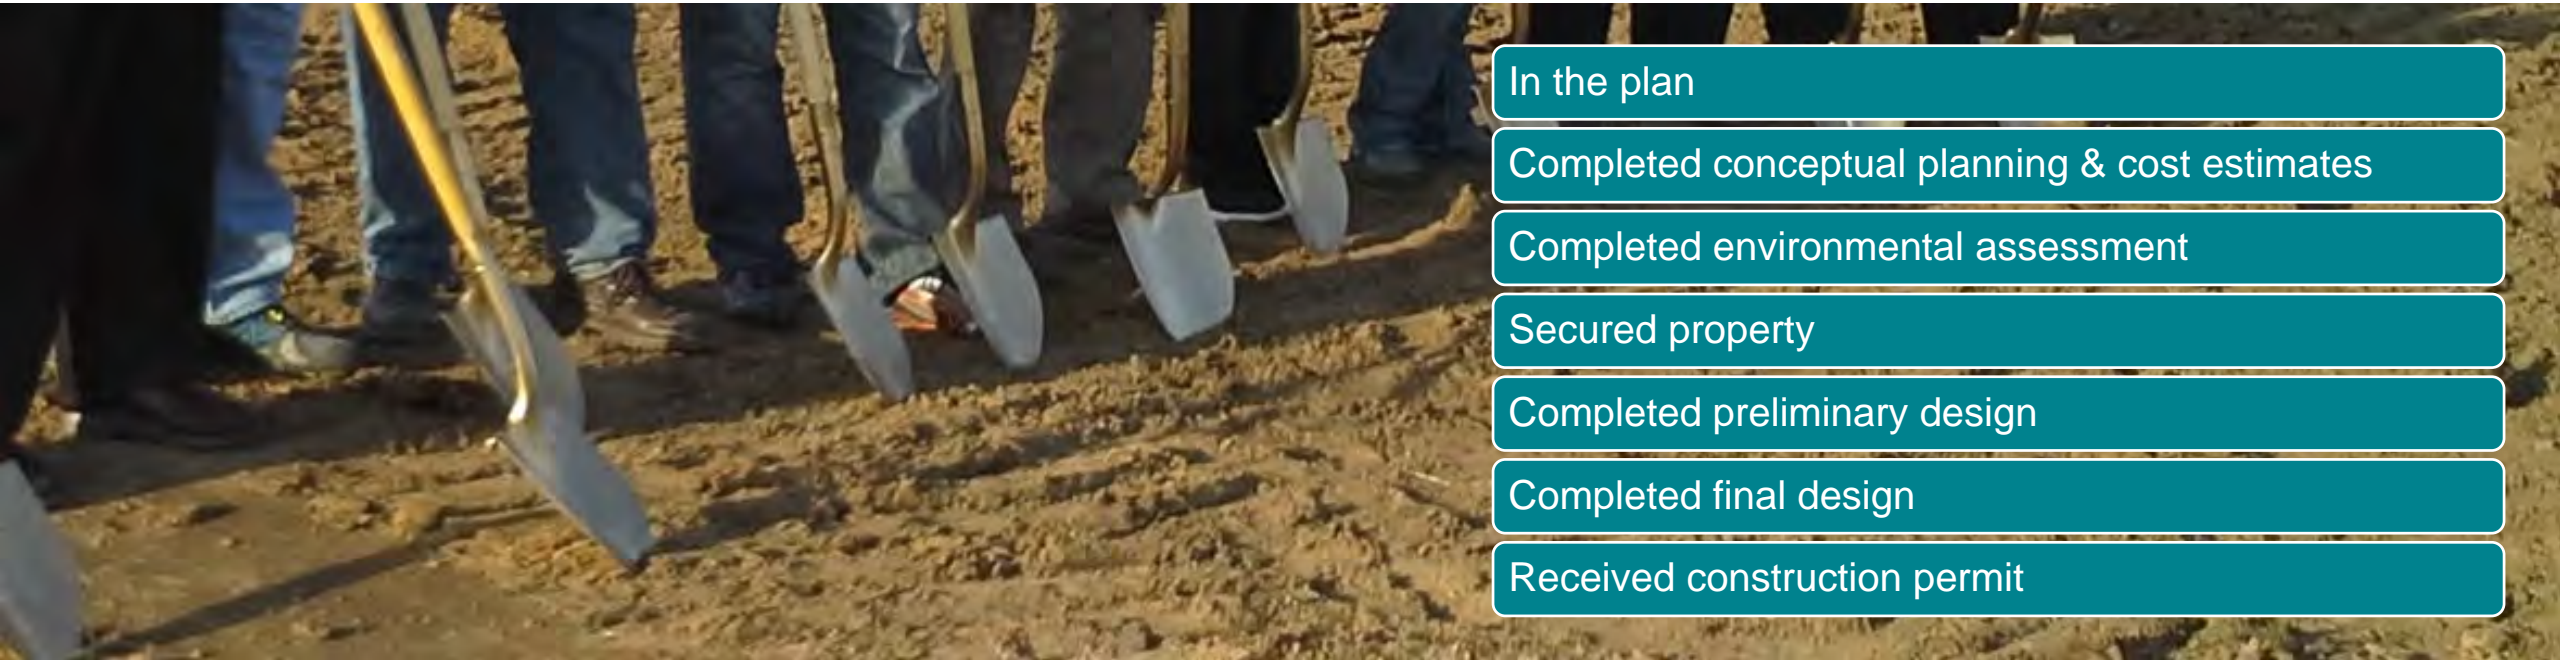 In the plan
Completed conceptual planning & cost estimates
Completed environmental assessment
Secured property
Completed preliminary design
Completed final design
Received construction permit